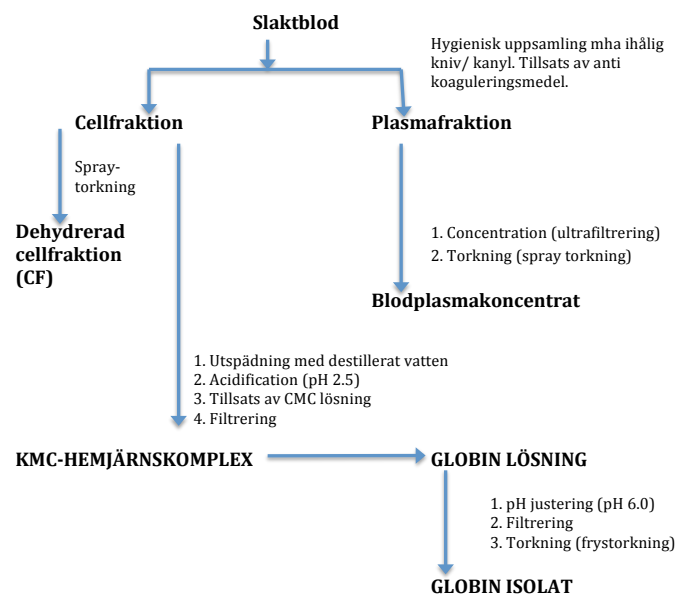 Slaktblod
Hygienisk uppsamling mha ihålig
kniv/ kanyl. Tillsats av anti
koaguleringsmedel.
Cellfraktion
Plasmafraktion
Spray-
torkning
Dehydrerad
cellfraktion
(CF)
1. Concentration (ultrafiltrering)
2. Torkning (spray torkning)
Blodplasmakoncentrat
1. Utspädning med destillerat vatten
2. Acidification (pH 2.5)
3. Tillsats av CMC lösning
4. Filtrering
KMC-HEMJÄRNSKOMPLEX
GLOBIN LÖSNING
1. pH justering (pH 6.0)
2. Filtrering
3. Torkning (frystorkning)
GLOBIN ISOLAT